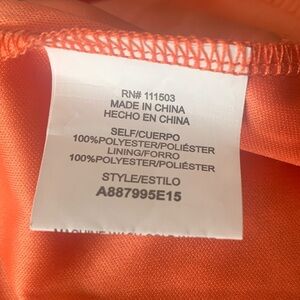 RN# 111503
MADE IN CHINA
HECHO EN CHINA
SELF/CUERPO
100%POLYESTER/POLIÉSTER
LINING/FORRO
100%POLYESTER/POLIÉSTER
STYLE/ESTILO
A887995E15
MACHINE